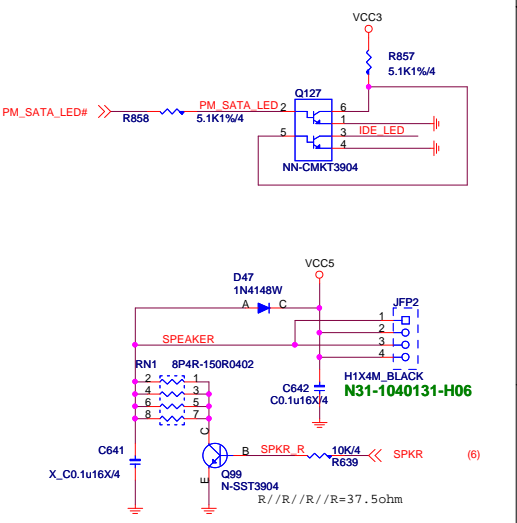 VCC3
R857
5.1K1%/4
Q127
PM_SATA_LED#
R858
5.1K1%/4
PM_SATA_LED
2
6
1
5
3
IDE_LED
4
NN-CMKT3904
VCC5
D47
1N4148W
A
C
JFP2
1
2
3
4
SPEAKER
RN1
8P4R-150R0402
2
1
4
3
6
5
8
7
C642
C0.1u16X/4
H1X4M_BLACK
N31-1040131-H06
C641
X_C0.1u16X/4
C
B
E
Q99
N-SST3904
SPKR_R
10K/4
R639
SPKR
(6)
R//R//R//R=37.5ohm